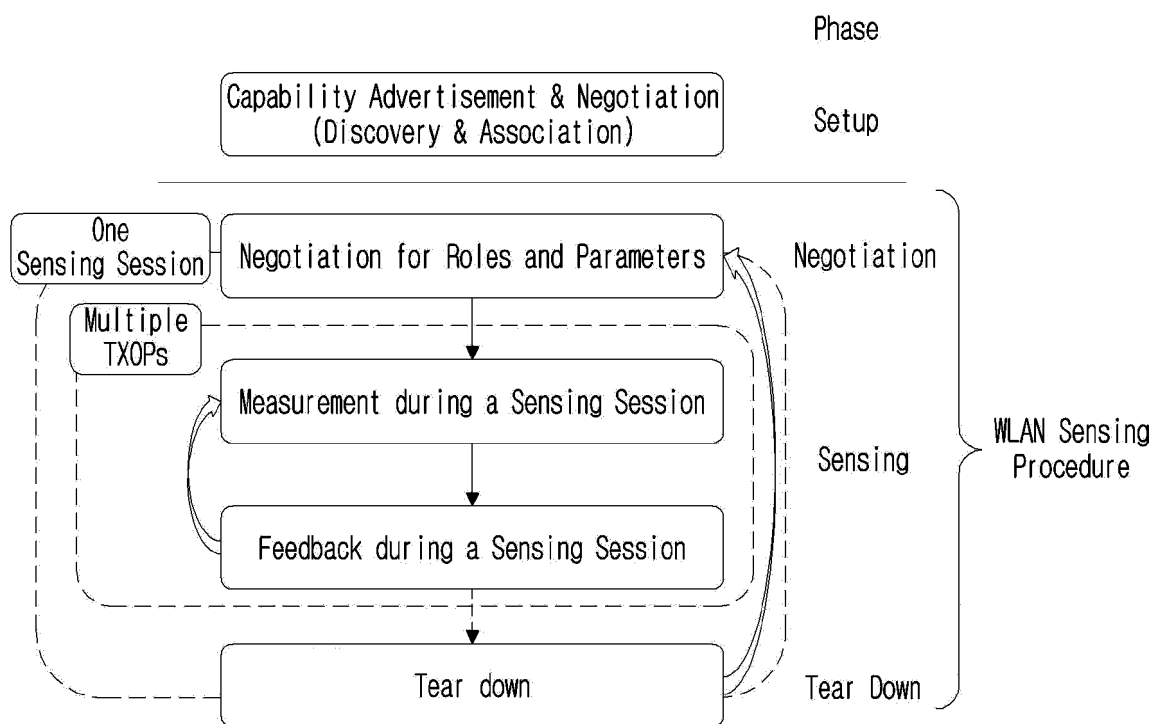 Phase
Capability Advertisement & Negotiation
(Discovery & Association)
Setup
One
Sensing Session
Negotiation for Roles and Parameters
Negotiation
Multiple
TXOPs
Measurement during a Sensing Session
Sensing
WLAN Sensing
Procedure
Feedback during a Sensing Session
Tear down
Tear Down